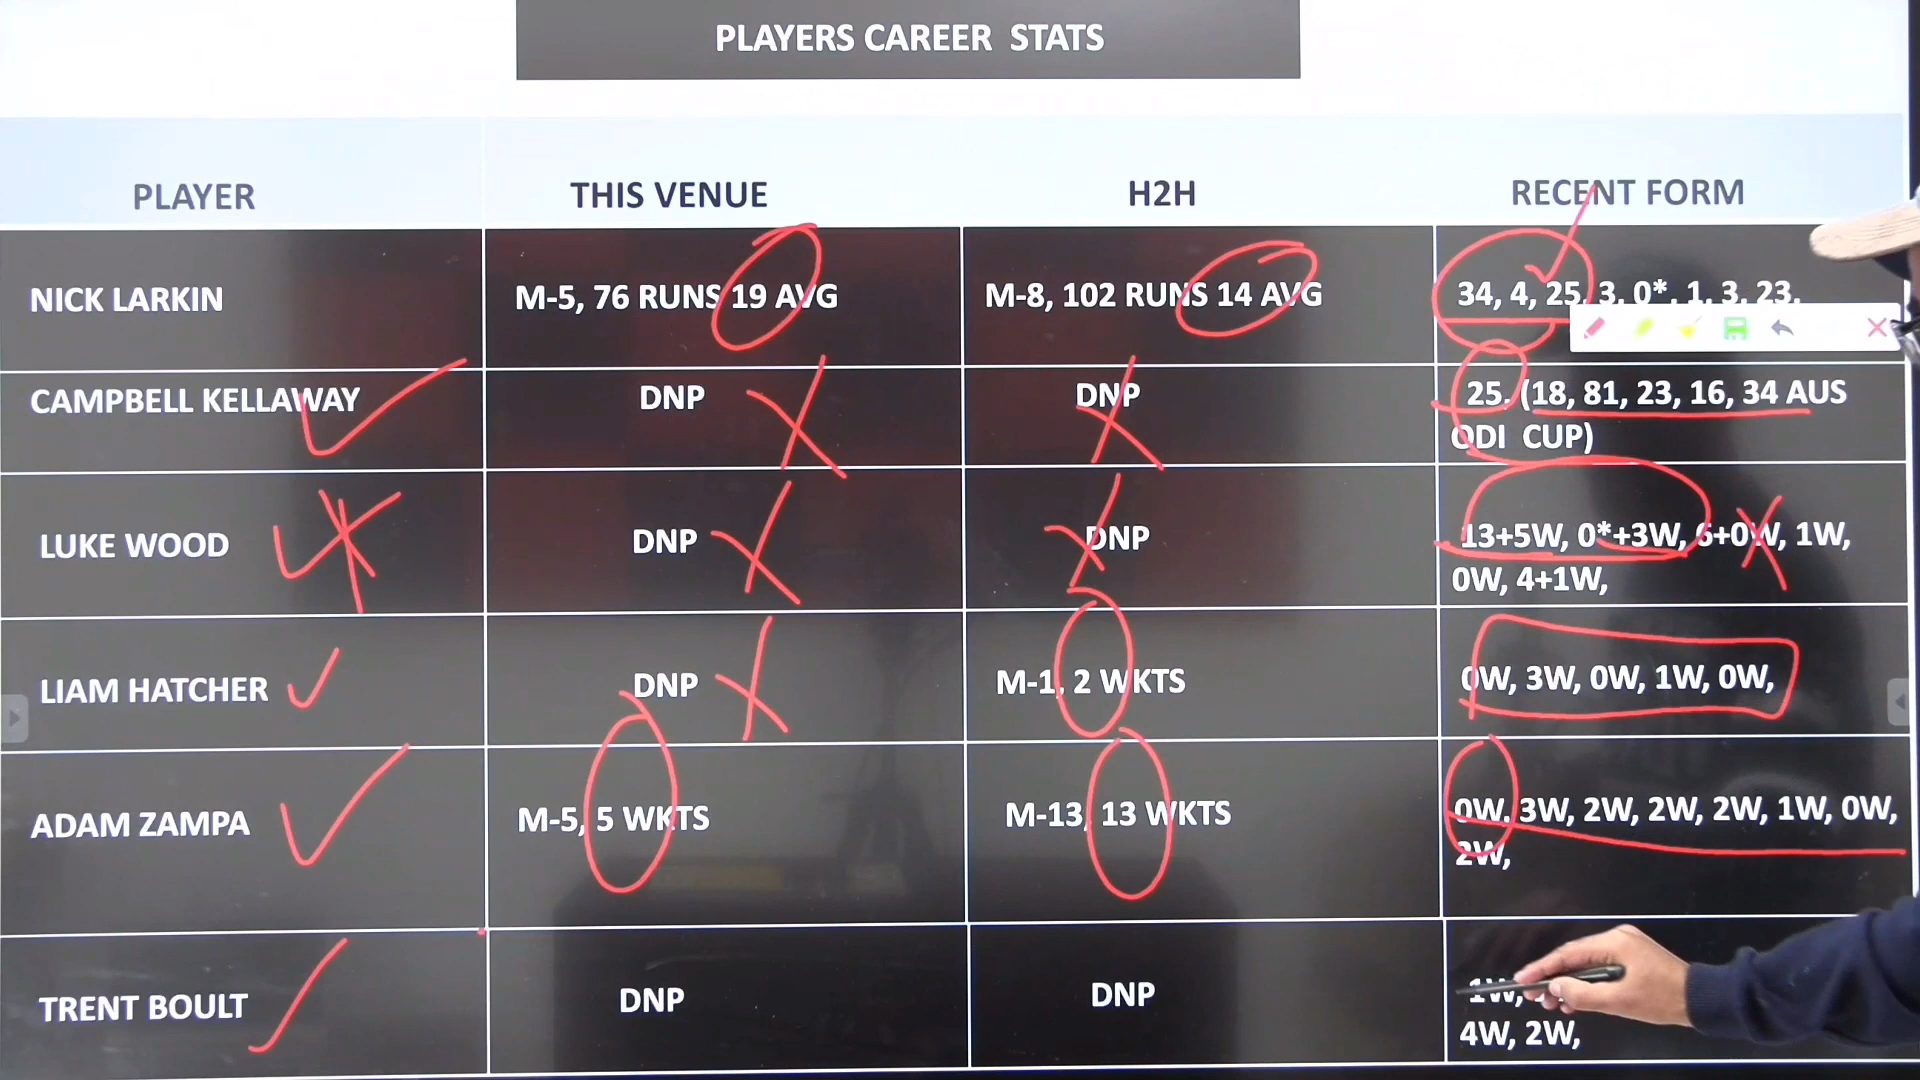 PLAYERS CAREER STATS
PLAYER THIS VENUE H2H RECENT FORM
NICK LARKIN M-5, 76 RUNS 19 AVG M-8, 102 RUNS 14 AVG 34, 4, 25, 3, 0*, 1, 3, 23,
CAMPBELL KELLAWAY DNP DNP 25, (18, 81, 23, 16, 34 AUS
ODI CUP)
LUKE WOOD DNP DNP 13+5W, 0*+3W, 6+0W, 1W,
0W, 4+1W,
LIAM HATCHER DNP M-1, 2 WKTS 0W, 3W, 0W, 1W, 0W,
ADAM ZAMPA M-5, 5 WKTS M-13, 13 WKTS 0W, 3W, 2W, 2W, 2W, 1W, 0W,
2W,
TRENT BOULT DNP DNP 1W,
4W, 2W,